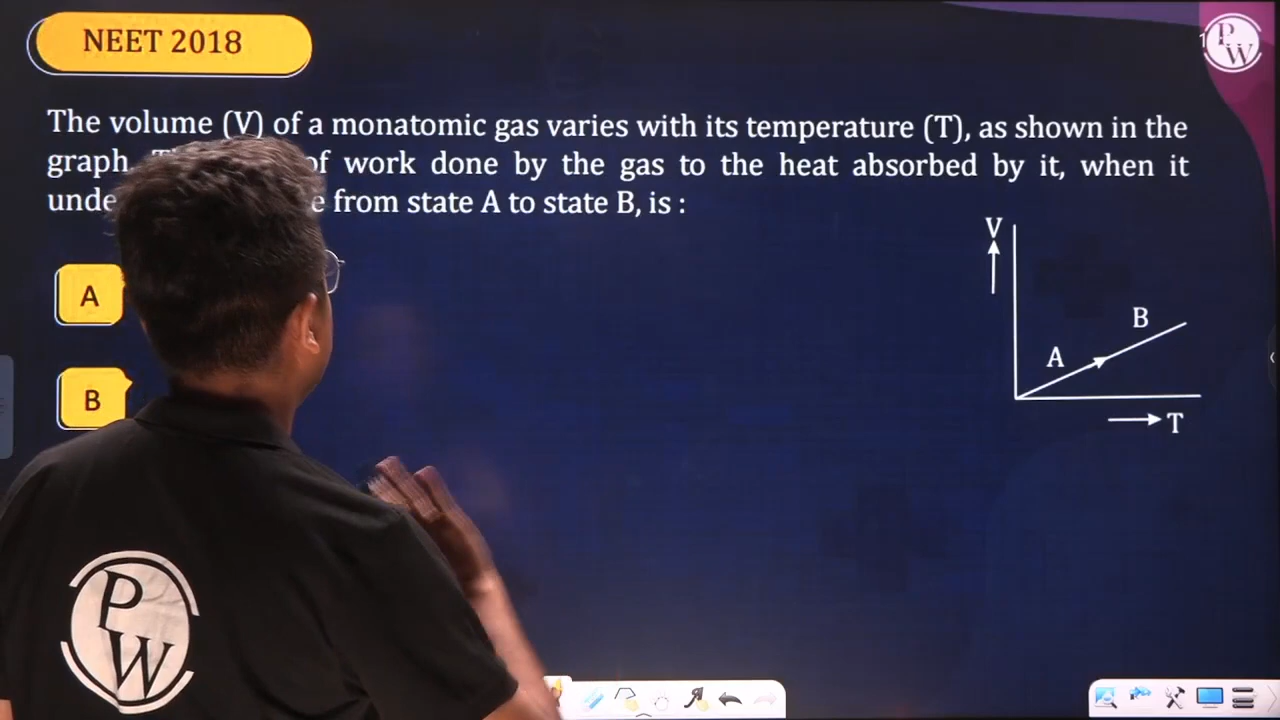 NEET 2018
The volume (V) of a monatomic gas varies with its temperature (T), as shown in the
graph. of work done by the gas to the heat absorbed by it, when it
from state A to state B, is :
V
B
A
T
A
B
P
W
P
W